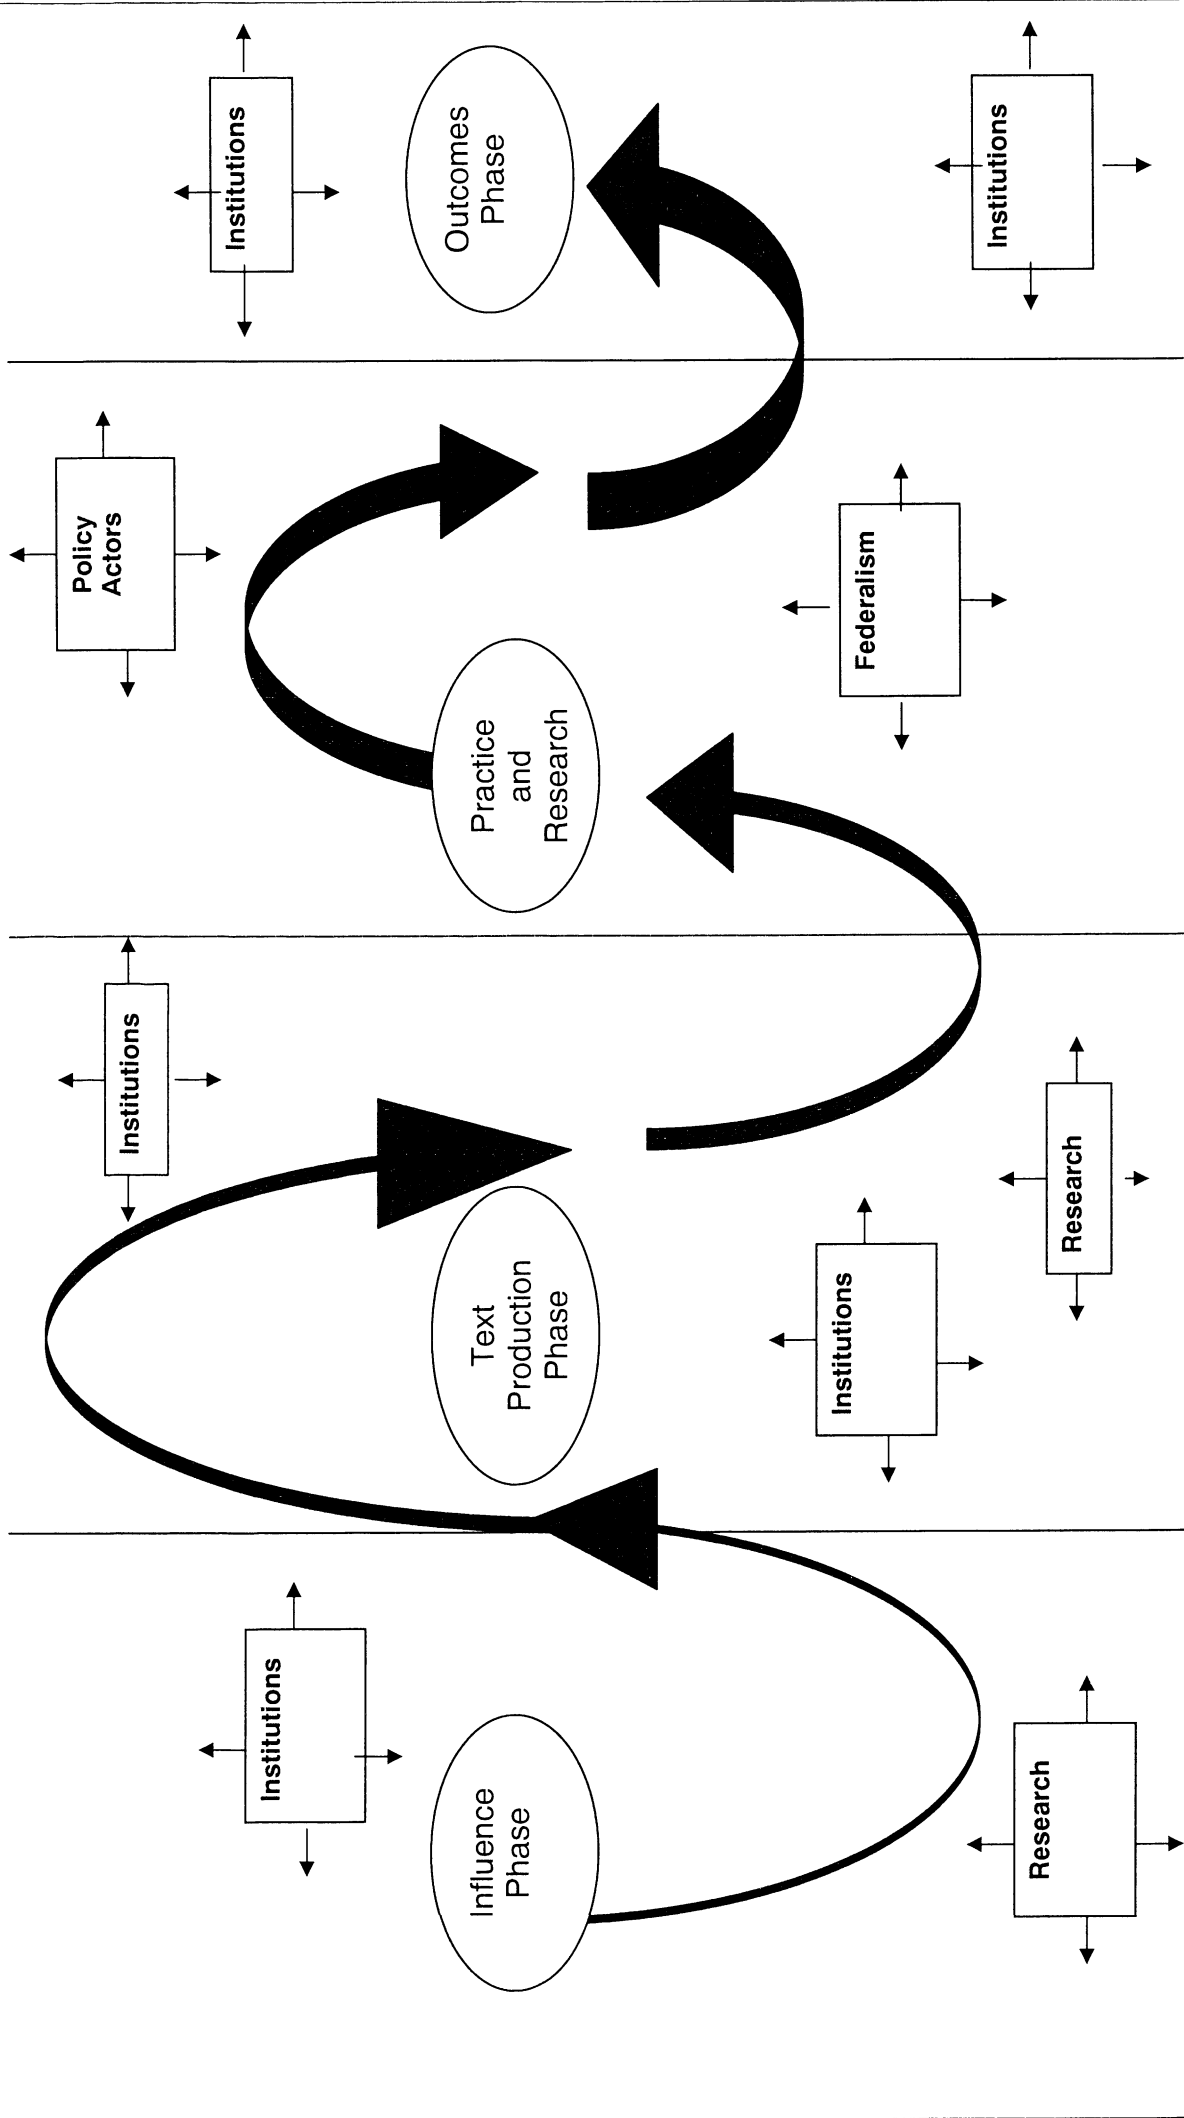 Institutions
Influence
Phase
Research
Institutions
Text
Production
Phase
Institutions
Research
Policy
Actors
Practice
and
Research
Federalism
Institutions
Outcomes
Phase
Institutions